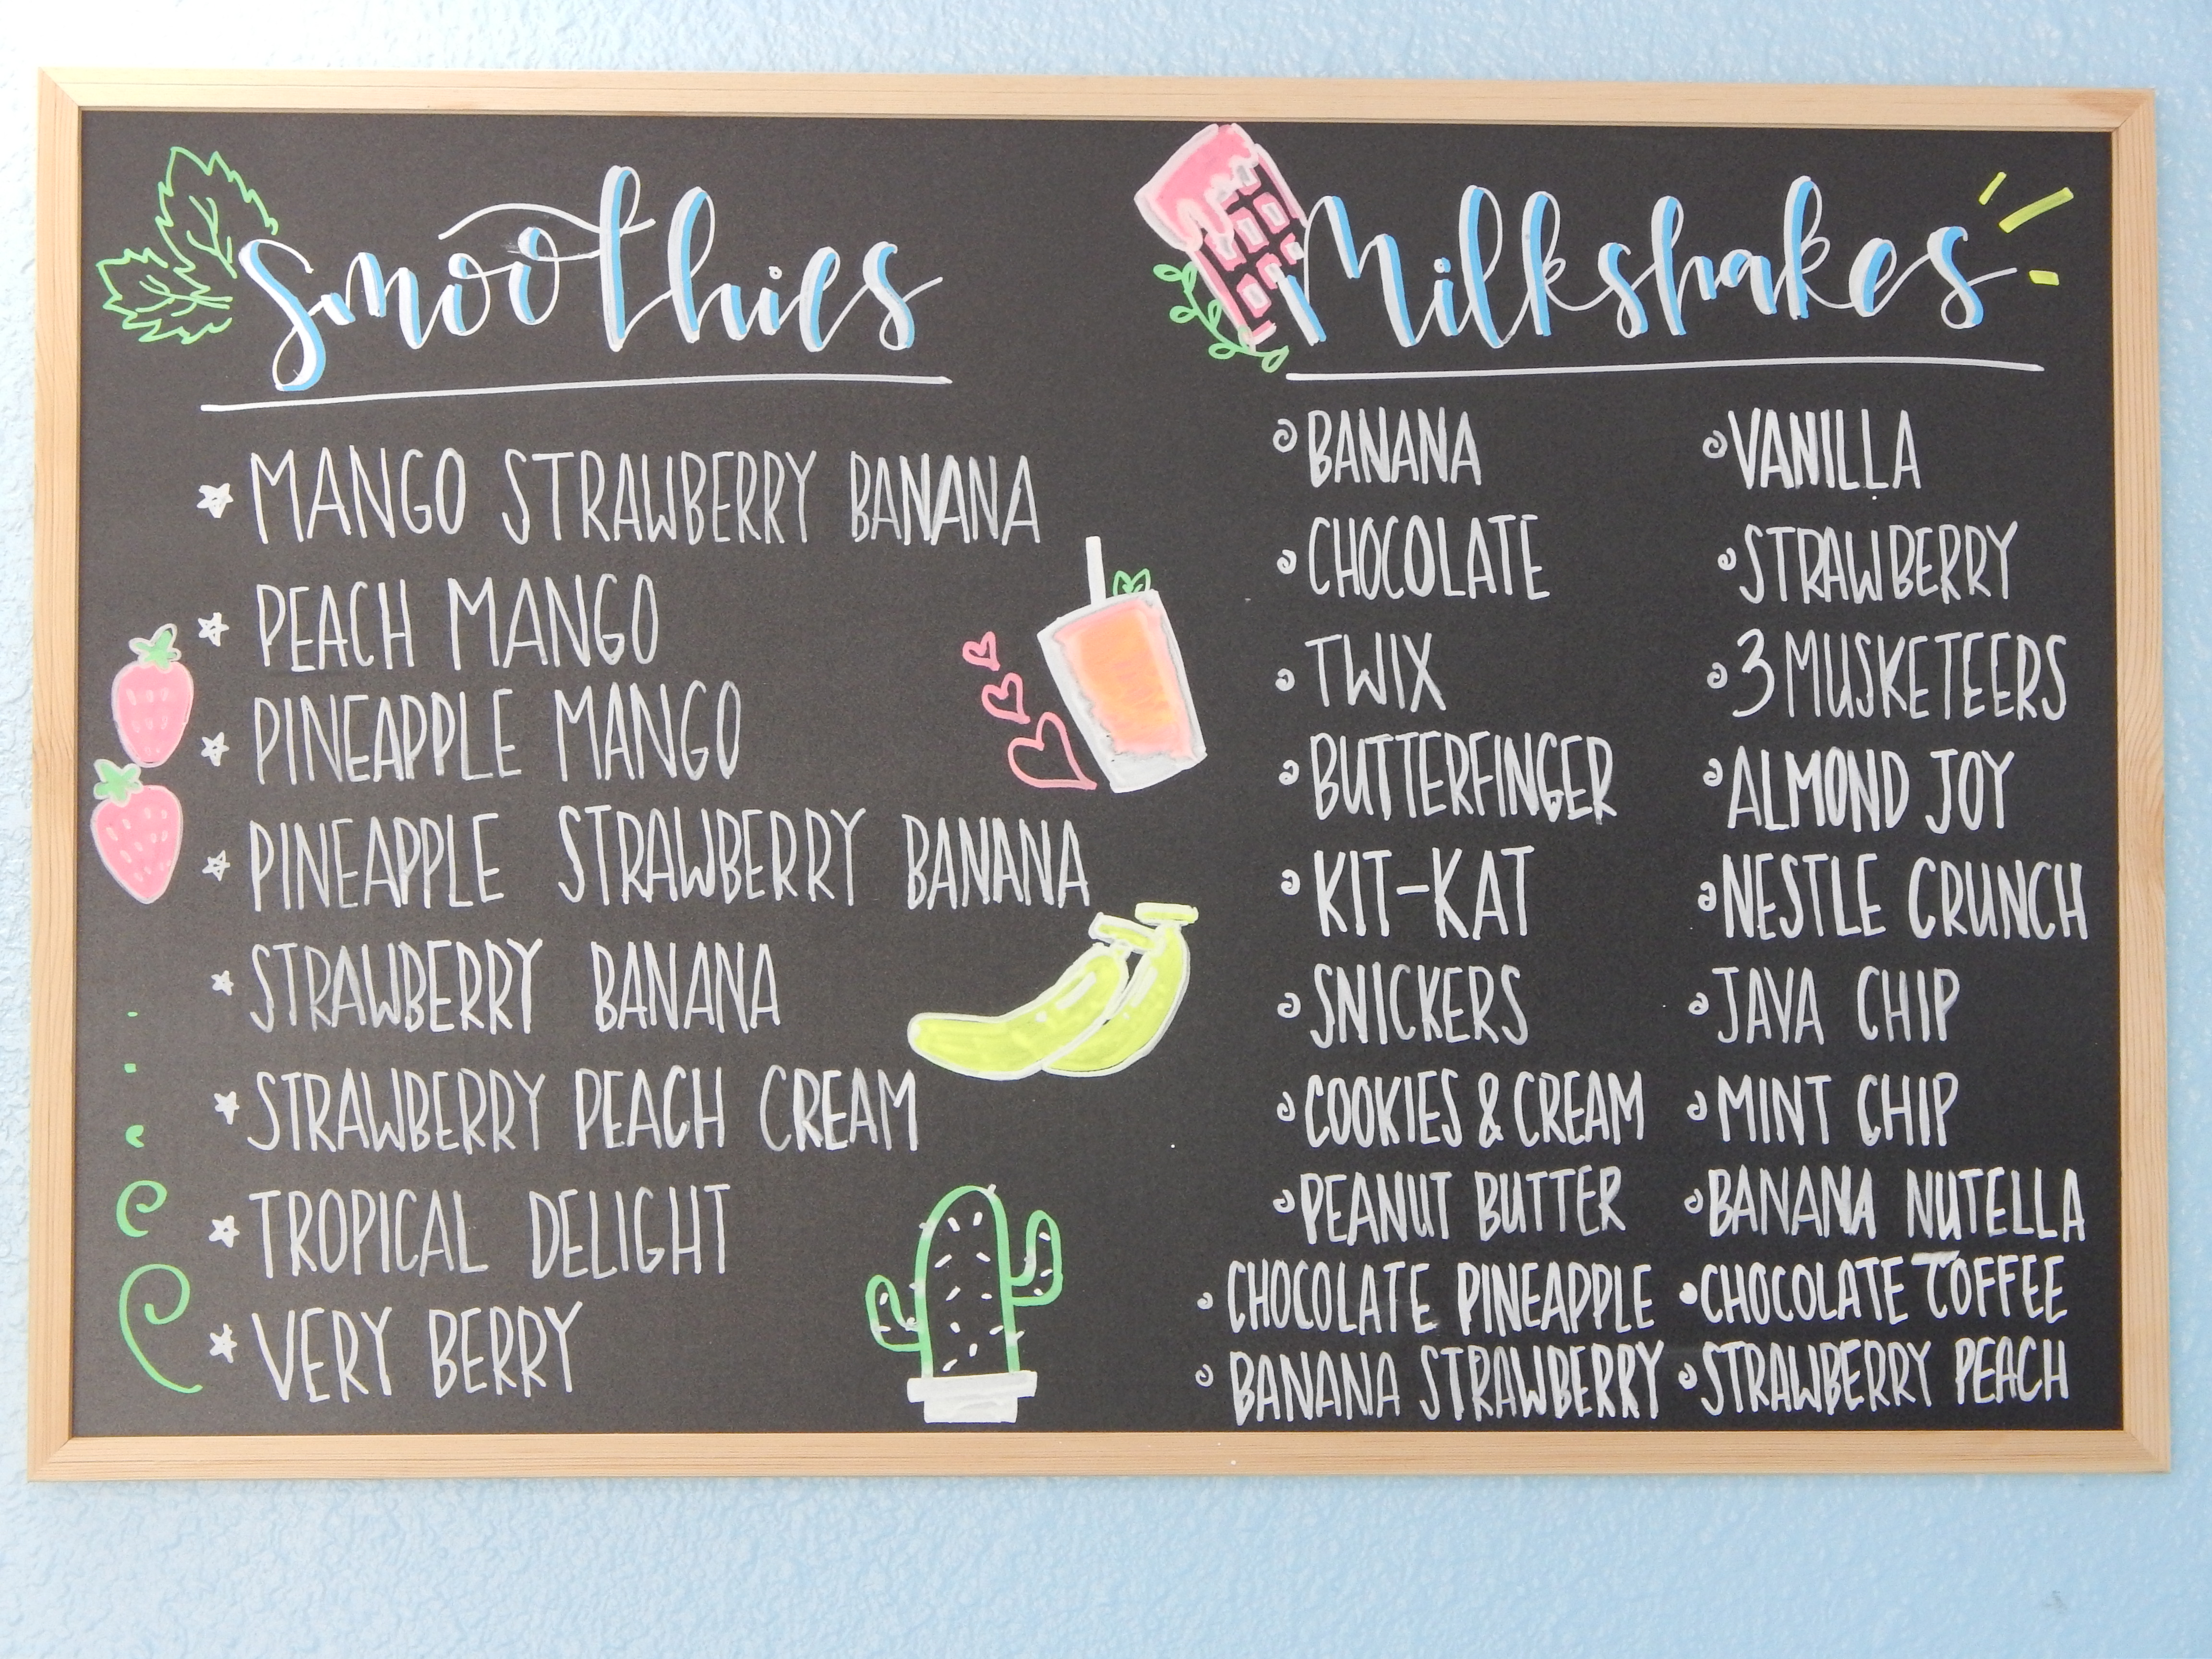 Smoothies
MANGO STRAWBERRY BANANA
PEACH MANGO
PINEAPPLE MANGO
PINEAPPLE STRAWBERRY BANANA
STRAWBERRY BANANA
STRAWBERRY PEACH CREAM
TROPICAL DELIGHT
VERY BERRY
Milkshakes
BANANA
CHOCOLATE
TWIX
BUTTERFINGER
KIT-KAT
SNICKERS
COOKIES & CREAM
PEANUT BUTTER
CHOCOLATE PINEAPPLE
BANANA STRAWBERRY
VANILLA
STRAWBERRY
3 MUSKETEERS
ALMOND JOY
NESTLE CRUNCH
JAVA CHIP
MINT CHIP
BANANA NUTELLA
CHOCOLATE TOFFEE
STRAWBERRY PEACH